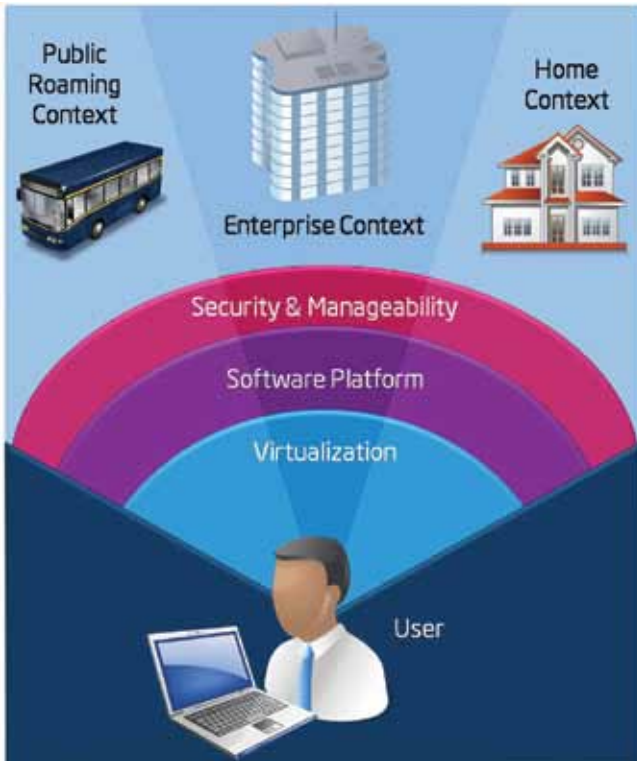 Public
Roaming
Context
Enterprise Context
Home
Context
Security & Manageability
Software Platform
Virtualization
User